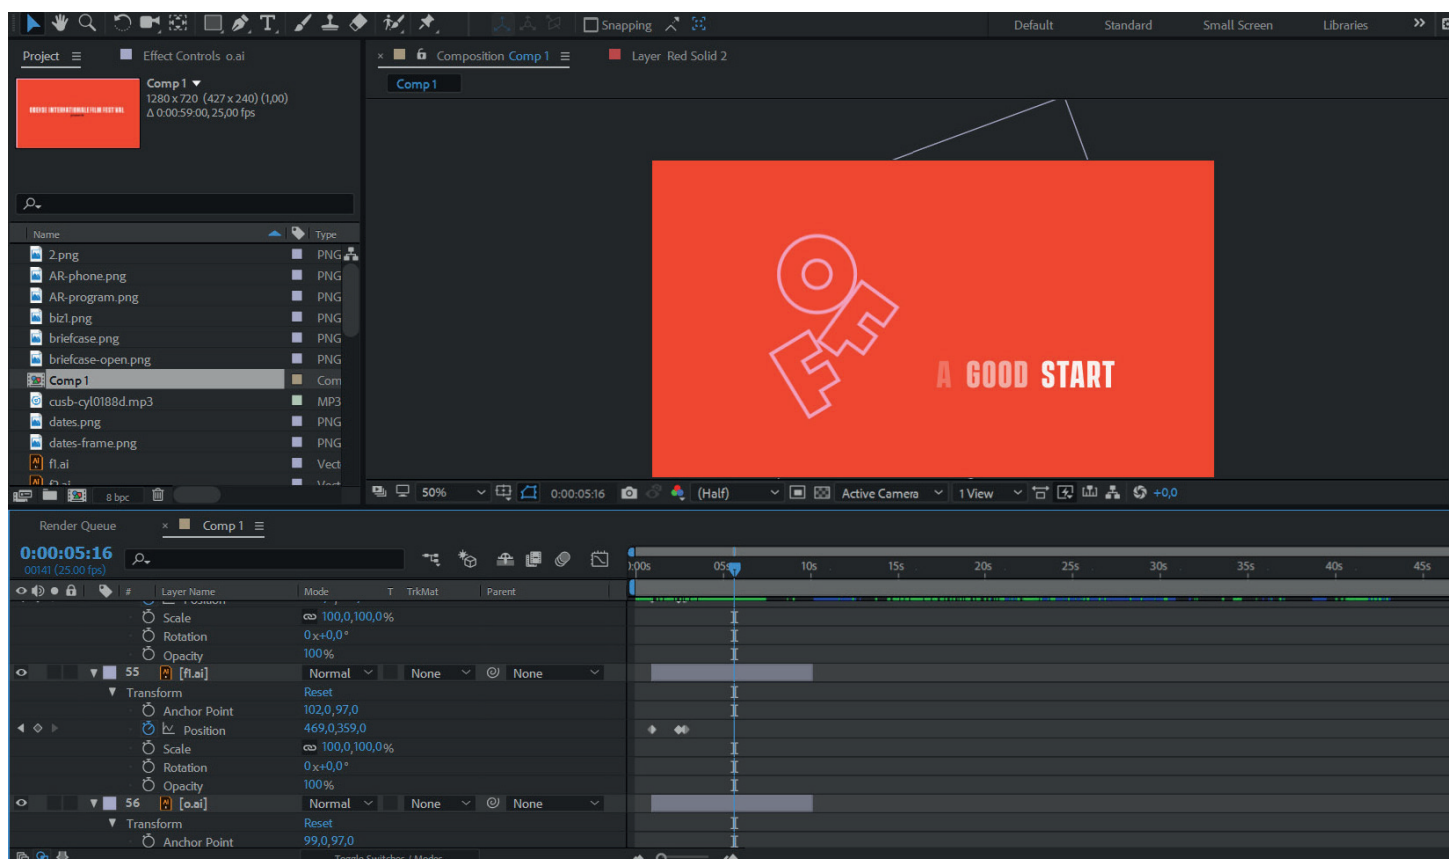 Snapping
Default Standard Small Screen Libraries
Project Effect Controls o.ai
Composition Comp 1 Layer Red Solid 2
Comp 1
1280 x 720 (427 x 240) (1,00)
Δ 0:00:59:00, 25,00 fps
Comp 1
O
F
F
A GOOD START
Name Type
2.png PNG
AR-phone.png PNG
AR-program.png PNG
biz1.png PNG
briefcase.png PNG
briefcase-open.png PNG
Comp 1 Com
cusb-cyl0188d.mp3 MP3
dates.png PNG
dates-frame.png PNG
f1.ai Vect
8 bpc
50% 0:00:05:16 (Half) Active Camera 1 View +0,0
Render Queue Comp 1
0:00:05:16
00141 (25.00 fps)
05s 10s 15s 20s 25s 30s 35s 40s 45s
# Layer Name Mode T TrkMat Parent
Scale 100,0,100,0%
Rotation 0x+0,0°
Opacity 100%
55 [f1.ai] Normal None None
Transform Reset
Anchor Point 102,0,97,0
Position 469,0,359,0
Scale 100,0,100,0%
Rotation 0x+0,0°
Opacity 100%
56 [o.ai] Normal None None
Transform Reset
Anchor Point 99,0,97,0
Toggle Switches / Modes